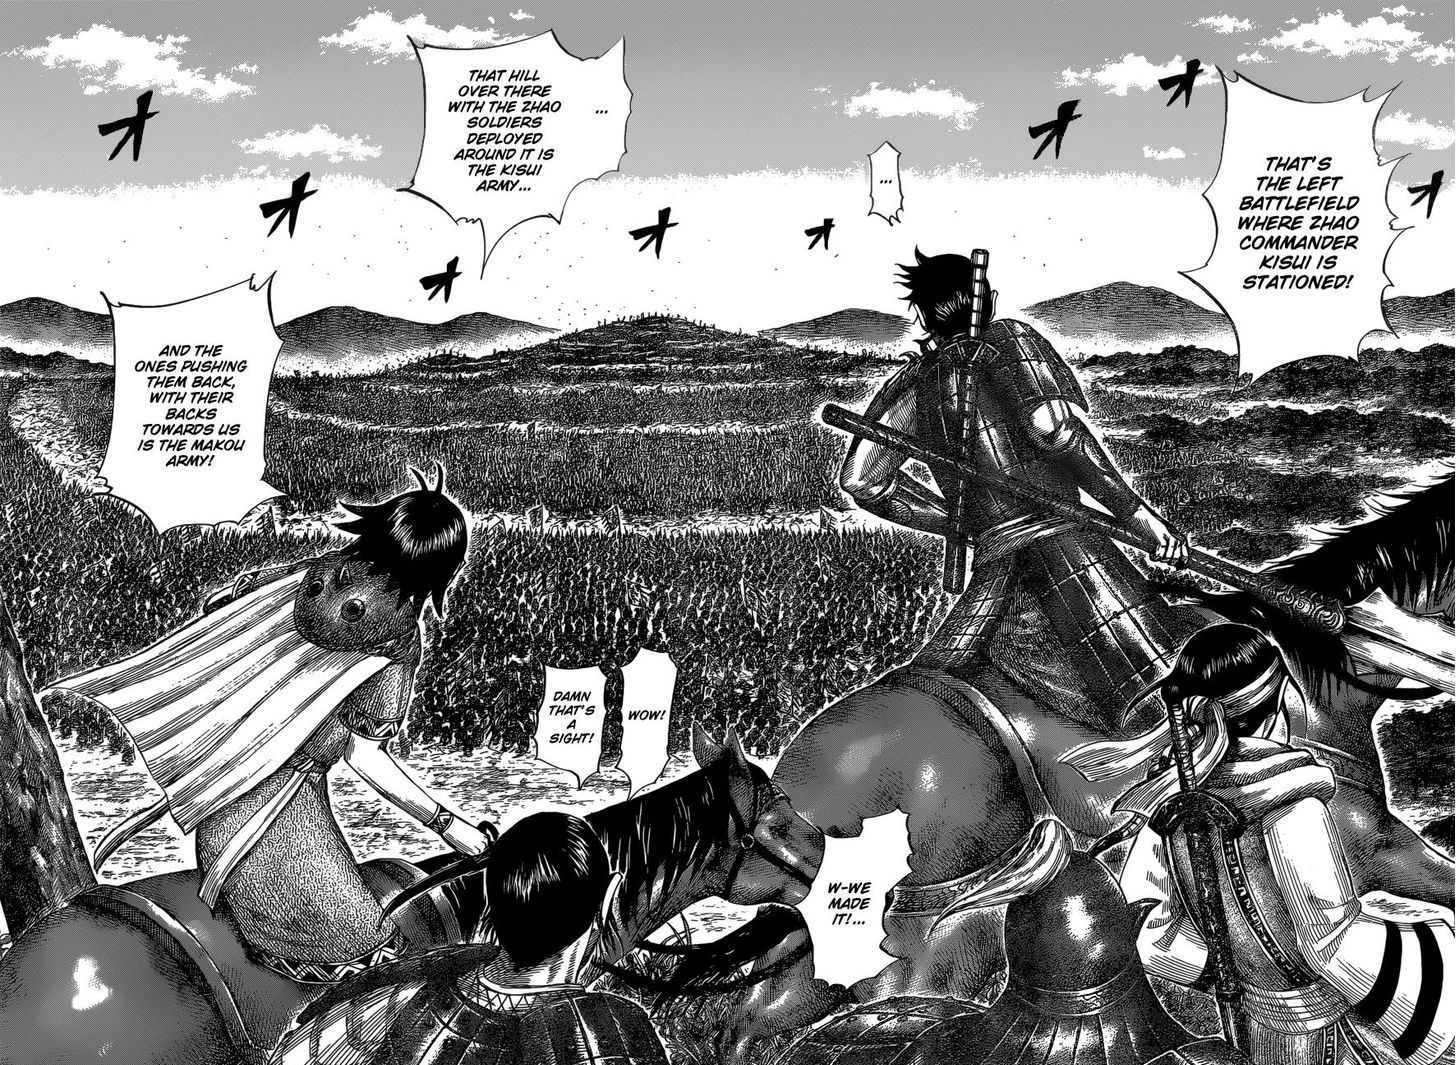 THAT'S
THE LEFT
BATTLEFIELD
WHERE ZHAO
COMMANDER
KISUI IS
STATIONED!
オ
オ
オ
...
オ
オ
...
THAT HILL
OVER THERE
WITH THE ZHAO
SOLDIERS
DEPLOYED
AROUND IT IS
THE KISUI
ARMY...
オ
オ
オ
AND THE
ONES PUSHING
THEM BACK,
WITH THEIR
BACKS
TOWARDS US
IS THE MAKOU
ARMY!
W-WE
MADE
IT!...
WOW!
DAMN
THAT'S
A
SIGHT!